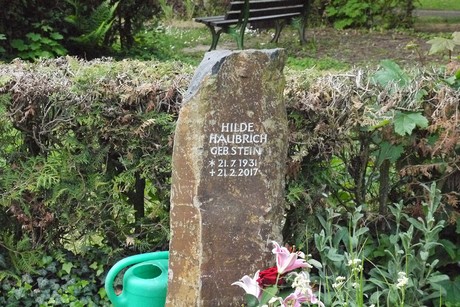 HILDE
HAUBRICH
GEB.STEIN
*21.7.1931
+21.2.2017